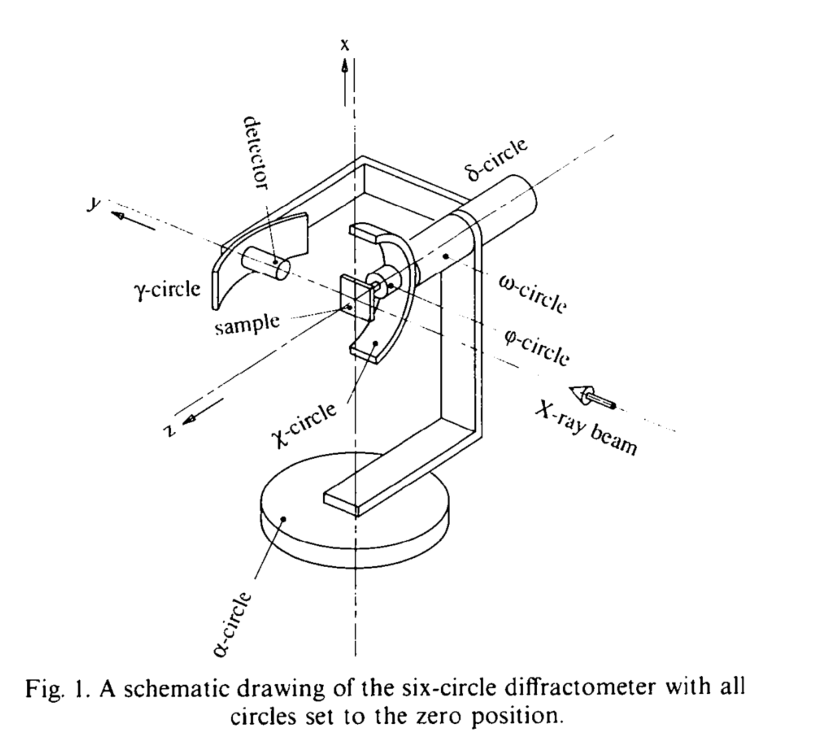 x
detector
δ-circle
y
γ-circle
ω-circle
sample
φ-circle
z
χ-circle
X-ray beam
α-circle
Fig. 1. A schematic drawing of the six-circle diffractometer with all
circles set to the zero position.